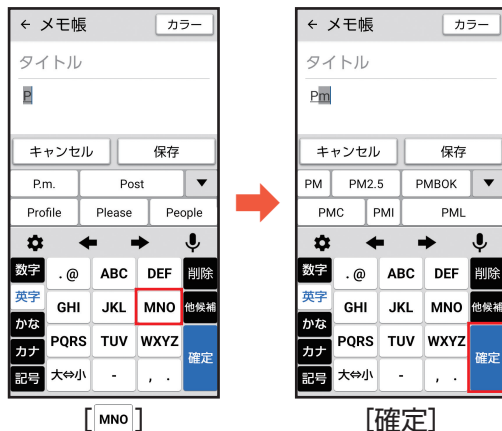 ← メモ帳 カラー
タイトル
P
キャンセル 保存
P.m. Post ▼
Profile Please People
数字 . @ ABC DEF 削除
英字 GHI JKL MNO 他候補
かな
カナ PQRS TUV WXYZ 確定
記号 大⇔小 - , .
[MNO]
← メモ帳 カラー
タイトル
Pm
キャンセル 保存
PM PM2.5 PMBOK ▼
PMC PMI PML
数字 . @ ABC DEF 削除
英字 GHI JKL MNO 他候補
かな
カナ PQRS TUV WXYZ 確定
記号 大⇔小 - , .
[確定]